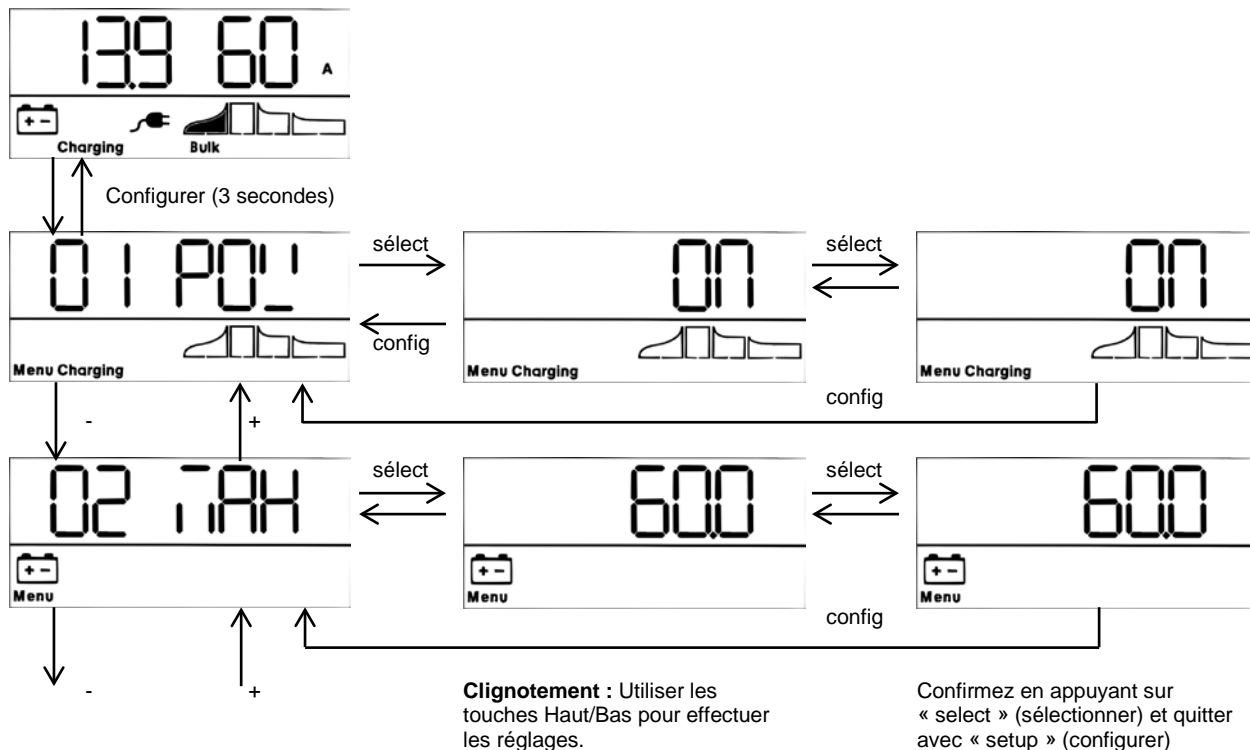 13.9 60 A
+ -
Charging Bulk
Configurer (3 secondes)
01 POW
Menu Charging
sélect
config
ON
Menu Charging
sélect
ON
Menu Charging
config
- +
02 MAH
+ -
Menu
sélect
60.0
+ -
Menu
sélect
60.0
+ -
Menu
config
- +
Clignotement : Utiliser les
touches Haut/Bas pour effectuer
les réglages.
Confirmez en appuyant sur
« select » (sélectionner) et quitter
avec « setup » (configurer)